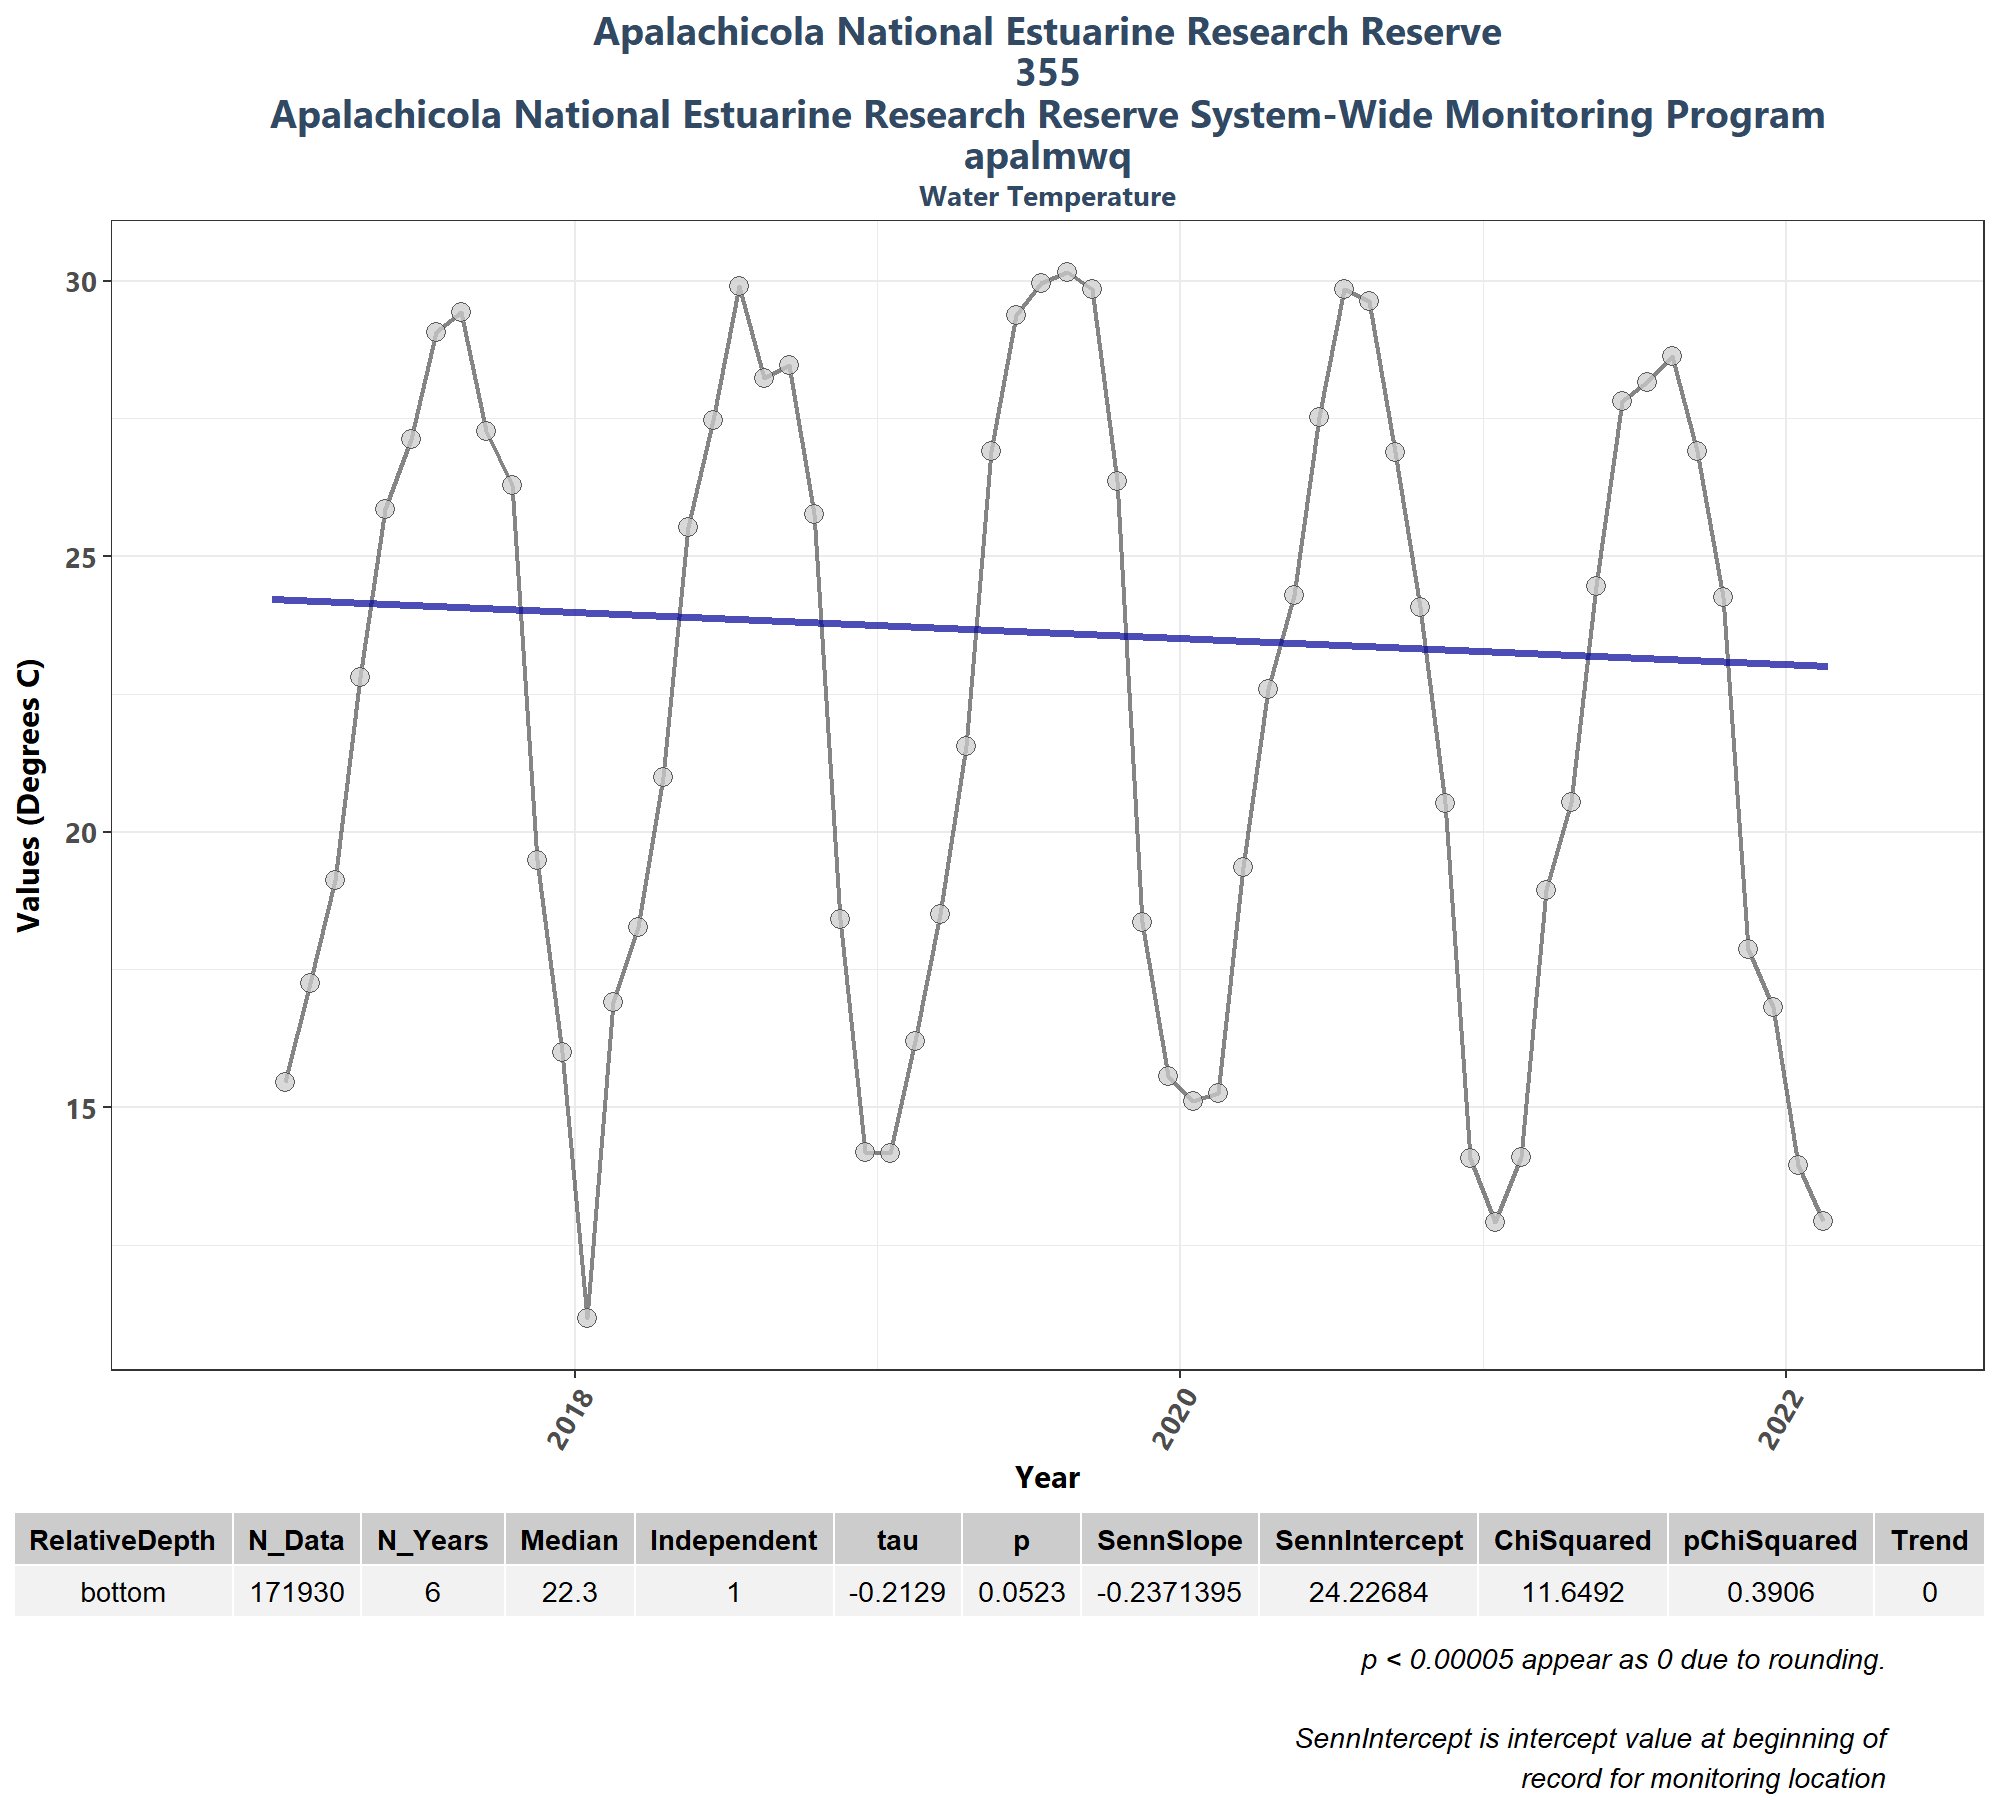 Apalachicola National Estuarine Research Reserve
355
Apalachicola National Estuarine Research Reserve System-Wide Monitoring Program
apalmwq
Water Temperature
30
25
20
15
Values (Degrees C)
2018
2020
2022
Year
RelativeDepth N_Data N_Years Median Independent tau p SennSlope SennIntercept ChiSquared pChiSquared Trend
bottom 171930 6 22.3 1 -0.2129 0.0523 -0.2371395 24.22684 11.6492 0.3906 0
p < 0.00005 appear as 0 due to rounding.
SennIntercept is intercept value at beginning of
record for monitoring location